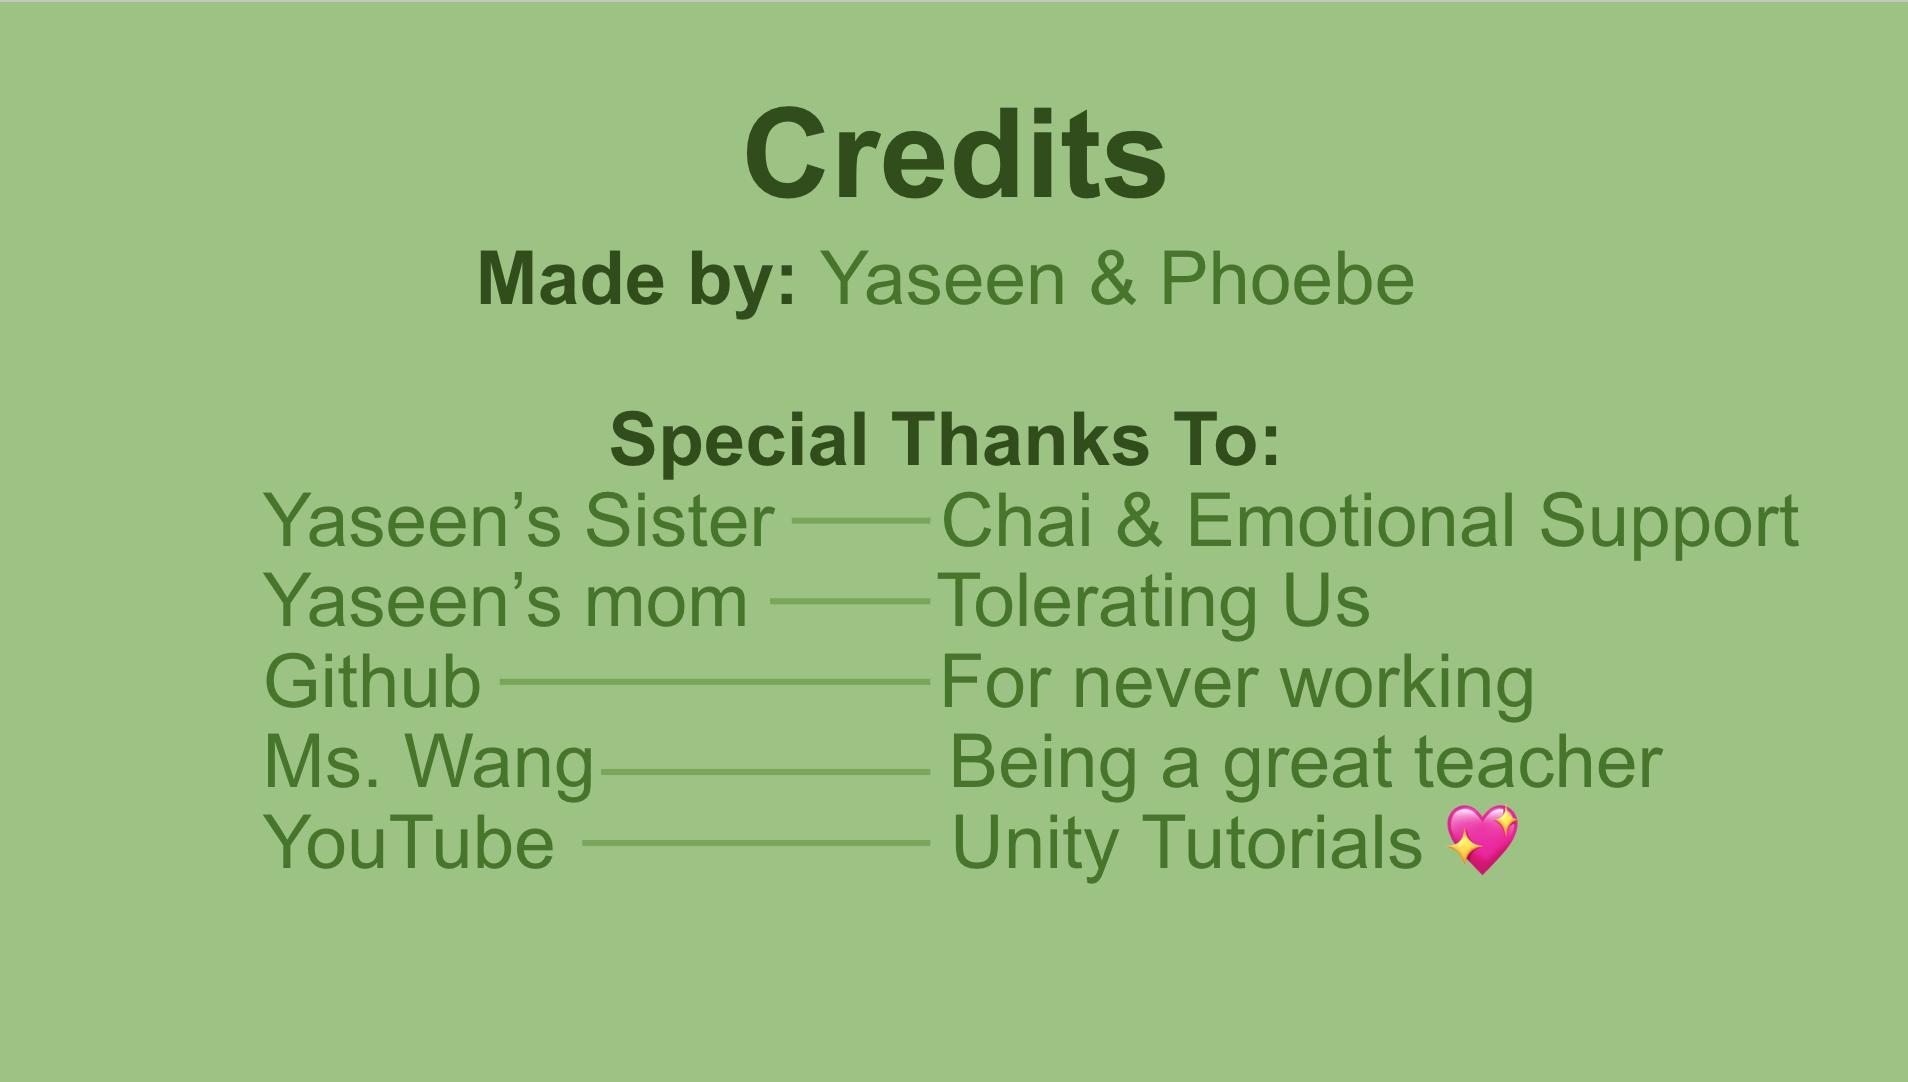 Credits
Made by: Yaseen & Phoebe
Special Thanks To:
Yaseen’s Sister Chai & Emotional Support
Yaseen’s mom Tolerating Us
Github For never working
Ms. Wang Being a great teacher
YouTube Unity Tutorials 💖